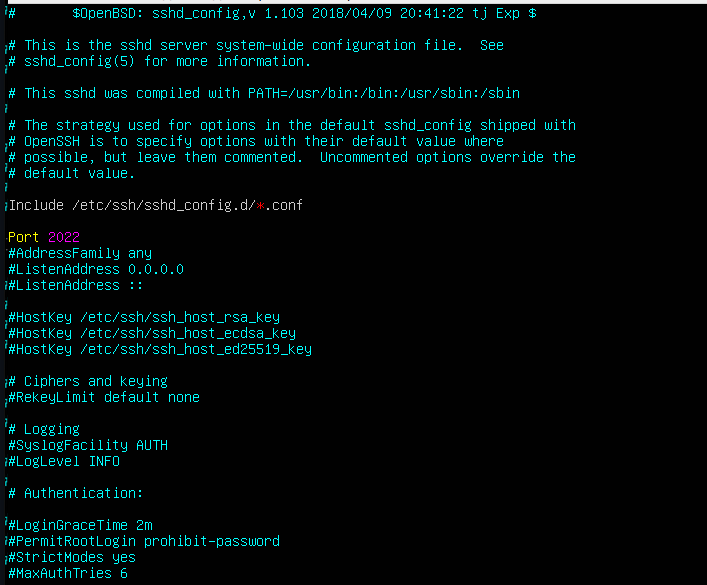 #       $OpenBSD: sshd_config,v 1.103 2018/04/09 20:41:22 tj Exp $
# This is the sshd server system-wide configuration file.  See
# sshd_config(5) for more information.
# This sshd was compiled with PATH=/usr/bin:/bin:/usr/sbin:/sbin
# The strategy used for options in the default sshd_config shipped with
# OpenSSH is to specify options with their default value where
# possible, but leave them commented.  Uncommented options override the
# default value.
Include /etc/ssh/sshd_config.d/*.conf
Port 2022
#AddressFamily any
#ListenAddress 0.0.0.0
#ListenAddress ::
#HostKey /etc/ssh/ssh_host_rsa_key
#HostKey /etc/ssh/ssh_host_ecdsa_key
#HostKey /etc/ssh/ssh_host_ed25519_key
# Ciphers and keying
#RekeyLimit default none
# Logging
#SyslogFacility AUTH
#LogLevel INFO
# Authentication:
#LoginGraceTime 2m
#PermitRootLogin prohibit-password
#StrictModes yes
#MaxAuthTries 6